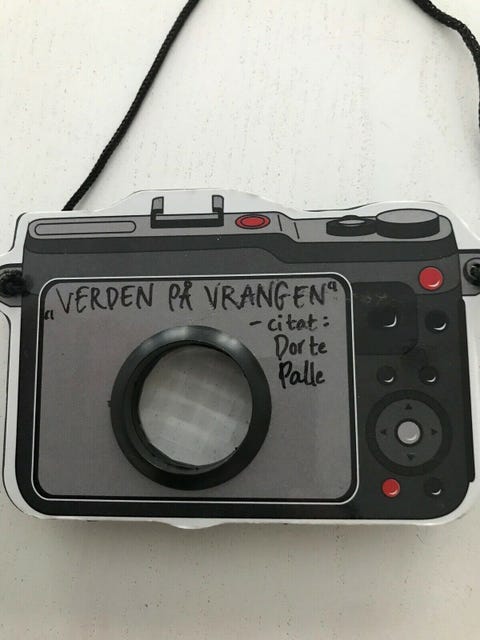 "VERDEN PÅ VRANGEN"
- citat:
Dorte
Palle